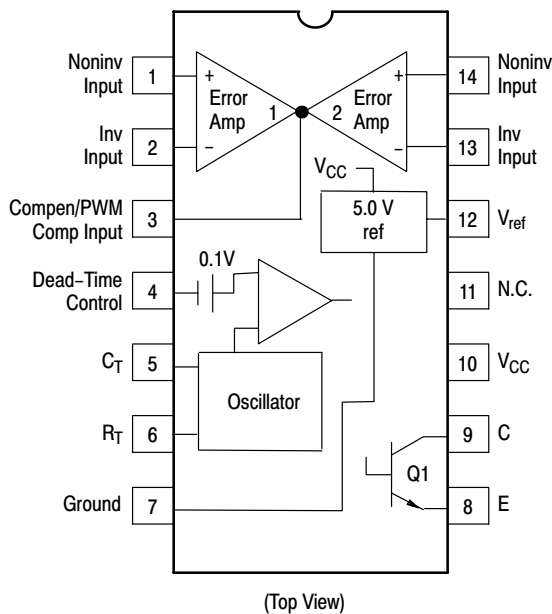 Noninv
Input
1
+
Error
Amp
1
2
Error
Amp
+
14
Noninv
Input
Inv
Input
2
−
−
13
Inv
Input
Compen/PWM
Comp Input
3
VCC
5.0 V
ref
12
Vref
Dead−Time
Control
4
0.1V
11
N.C.
CT
5
Oscillator
10
VCC
RT
6
Q1
9
C
Ground
7
8
E
(Top View)